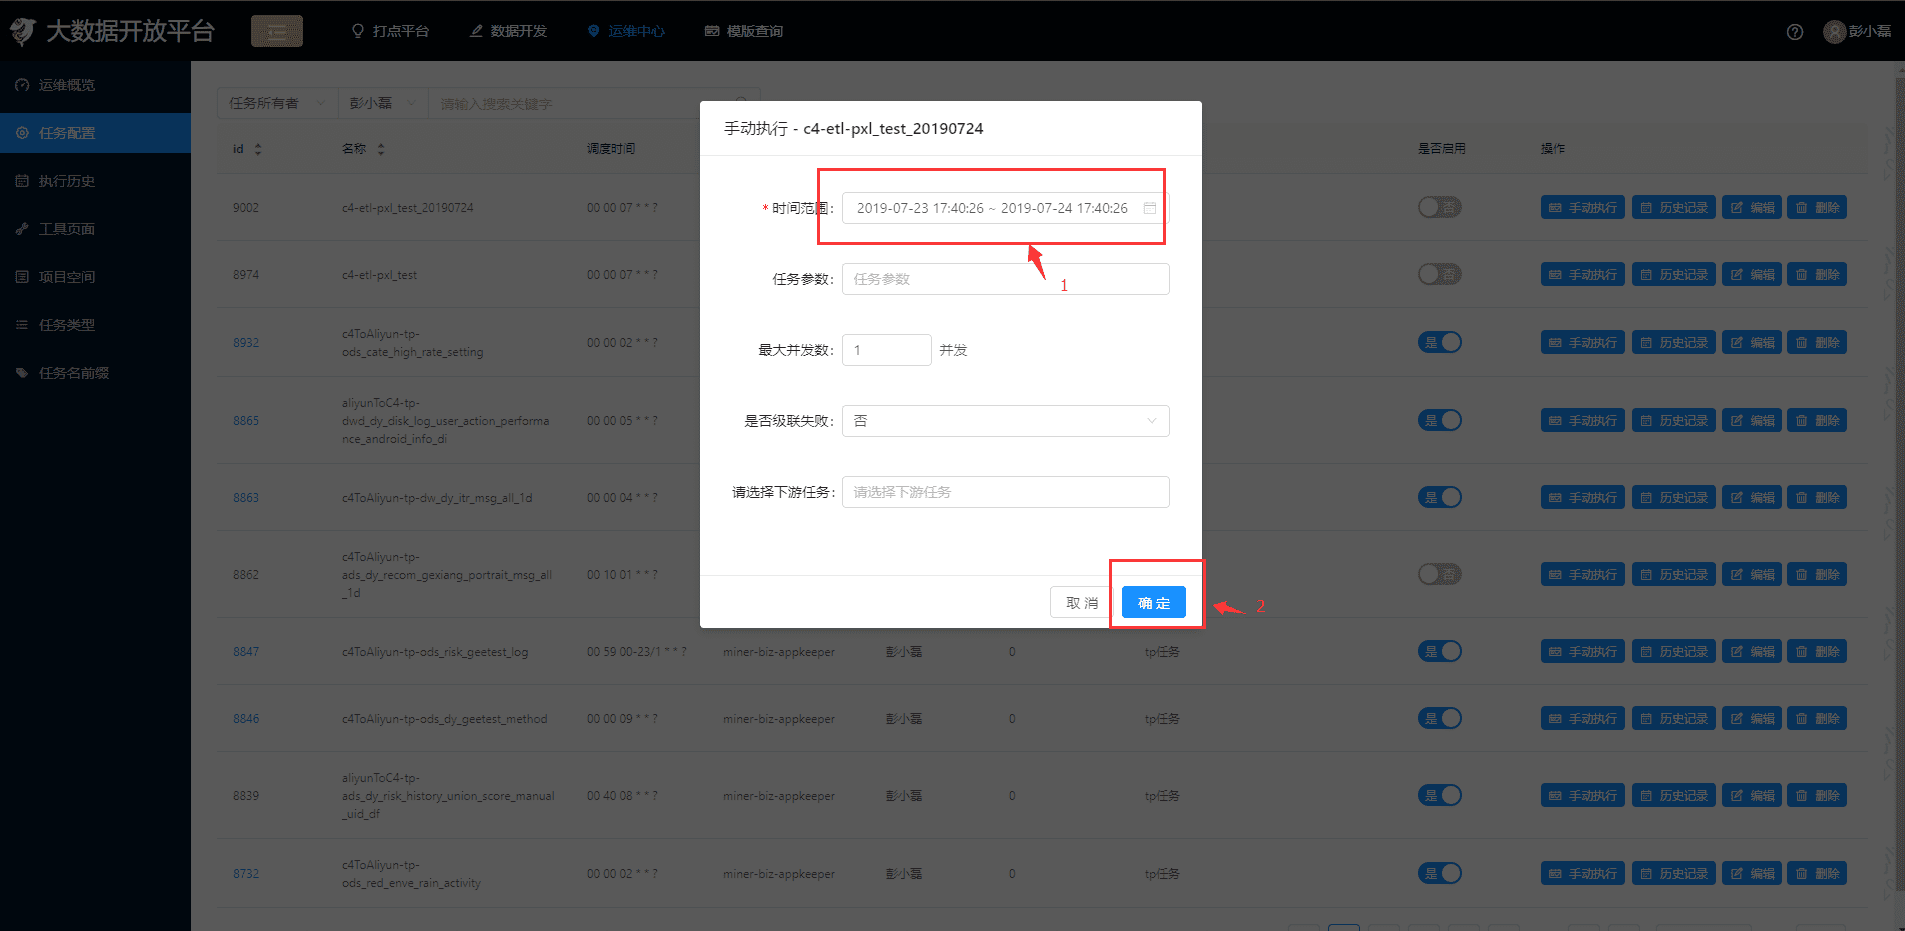 大数据开放平台
打点平台
数据开发
运维中心
模版查询
彭小磊
运维概览
任务配置
执行历史
工具页面
项目空间
任务类型
任务名前缀
任务所有者
彭小磊
请输入搜索关键字
id
名称
调度时间
是否启用
操作
9002
c4-etl-pxl_test_20190724
00 00 07 * * ?
否
手动执行
历史记录
编辑
删除
8974
c4-etl-pxl_test
00 00 07 * * ?
否
手动执行
历史记录
编辑
删除
8932
c4ToAliyun-tp-
ods_cate_high_rate_setting
00 00 02 * * ?
是
手动执行
历史记录
编辑
删除
8865
aliyunToC4-tp-
dwd_dy_disk_log_user_action_performa
nce_android_info_di
00 00 05 * * ?
是
手动执行
历史记录
编辑
删除
8863
c4ToAliyun-tp-dw_dy_itr_msg_all_1d
00 00 04 * * ?
是
手动执行
历史记录
编辑
删除
8862
c4ToAliyun-tp-
ads_dy_recom_gexiang_portrait_msg_all
_1d
00 10 01 * * ?
否
手动执行
历史记录
编辑
删除
8847
c4ToAliyun-tp-ods_risk_geetest_log
00 59 00-23/1 * * ?
miner-biz-appkeeper
彭小磊
0
tp任务
是
手动执行
历史记录
编辑
删除
8846
c4ToAliyun-tp-ods_dy_geetest_method
00 00 09 * * ?
miner-biz-appkeeper
彭小磊
0
tp任务
是
手动执行
历史记录
编辑
删除
8839
aliyunToC4-tp-
ads_dy_risk_history_union_score_manual
_uid_df
00 40 08 * * ?
miner-biz-appkeeper
彭小磊
0
tp任务
是
手动执行
历史记录
编辑
删除
8732
c4ToAliyun-tp-
ods_red_enve_rain_activity
00 00 02 * * ?
miner-biz-appkeeper
彭小磊
0
tp任务
是
手动执行
历史记录
编辑
删除
手动执行 - c4-etl-pxl_test_20190724
* 时间范围:
2019-07-23 17:40:26 ~ 2019-07-24 17:40:26
1
任务参数:
任务参数
最大并发数:
1
并发
是否级联失败:
否
请选择下游任务:
请选择下游任务
取 消
确 定
2